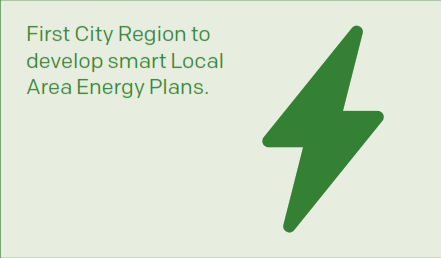 First City Region to
develop smart Local
Area Energy Plans.